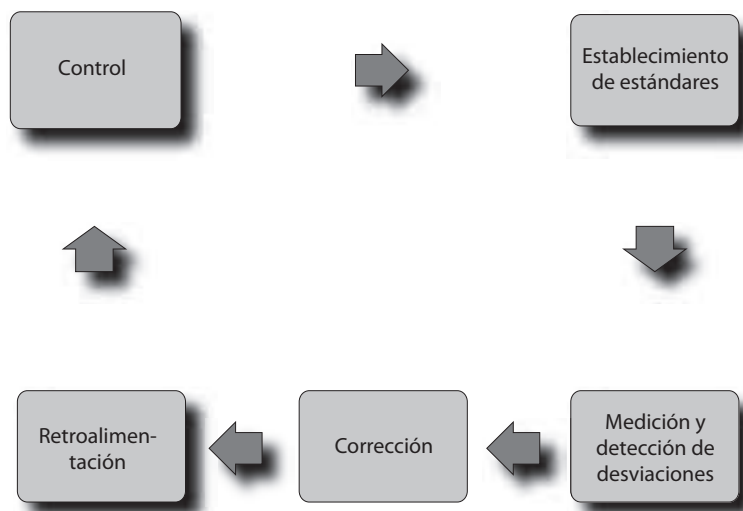 Control
Establecimiento
de estándares
Retroalimen-
tación
Corrección
Medición y
detección de
desviaciones